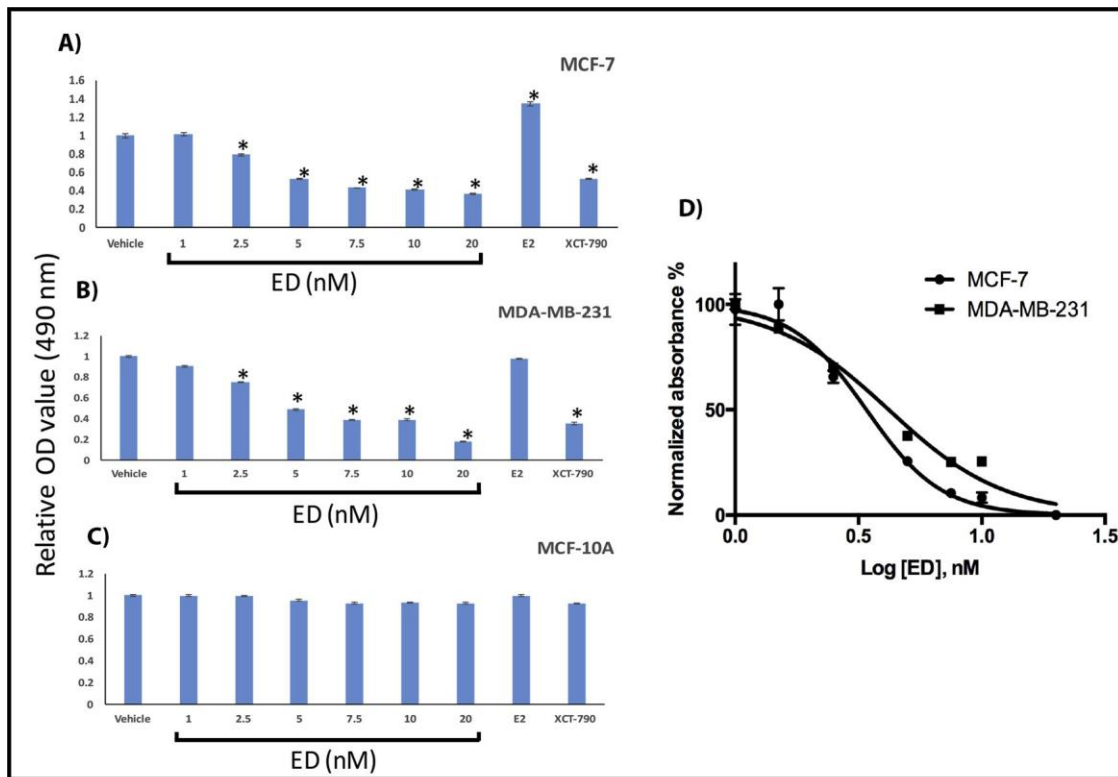 A)
MCF-7
1.6
1.4
1.2
1
0.8
0.6
0.4
0.2
0
* * * * * * *
Vehicle 1 2.5 5 7.5 10 20 E2 XCT-790
ED (nM)
B)
MDA-MB-231
1.2
1
0.8
0.6
0.4
0.2
0
* * * * * *
Vehicle 1 2.5 5 7.5 10 20 E2 XCT-790
ED (nM)
C)
MCF-10A
1.2
1
0.8
0.6
0.4
0.2
0
Vehicle 1 2.5 5 7.5 10 20 E2 XCT-790
ED (nM)
Relative OD value (490 nm)
D)
MCF-7
MDA-MB-231
Normalized absorbance %
100
50
0
0.0 0.5 1.0 1.5
Log [ED], nM